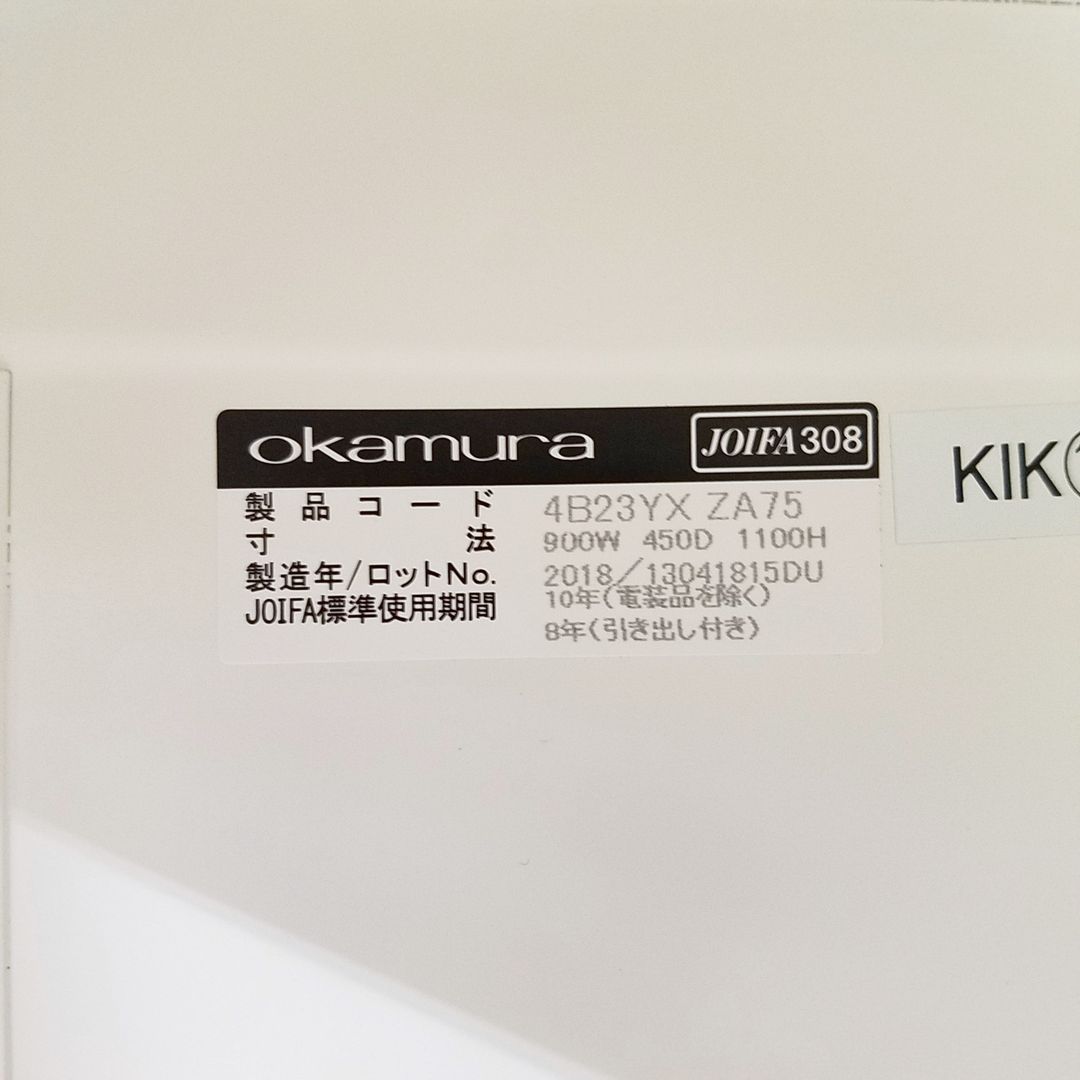 okamura JOIFA308
製品コード 4B23YX ZA75
寸法 900W 450D 1100H
製造年/ロットNo. 2018/13041815DU
JOIFA標準使用期間 10年(電装品を除く)
8年(引き出し付き)
KIK